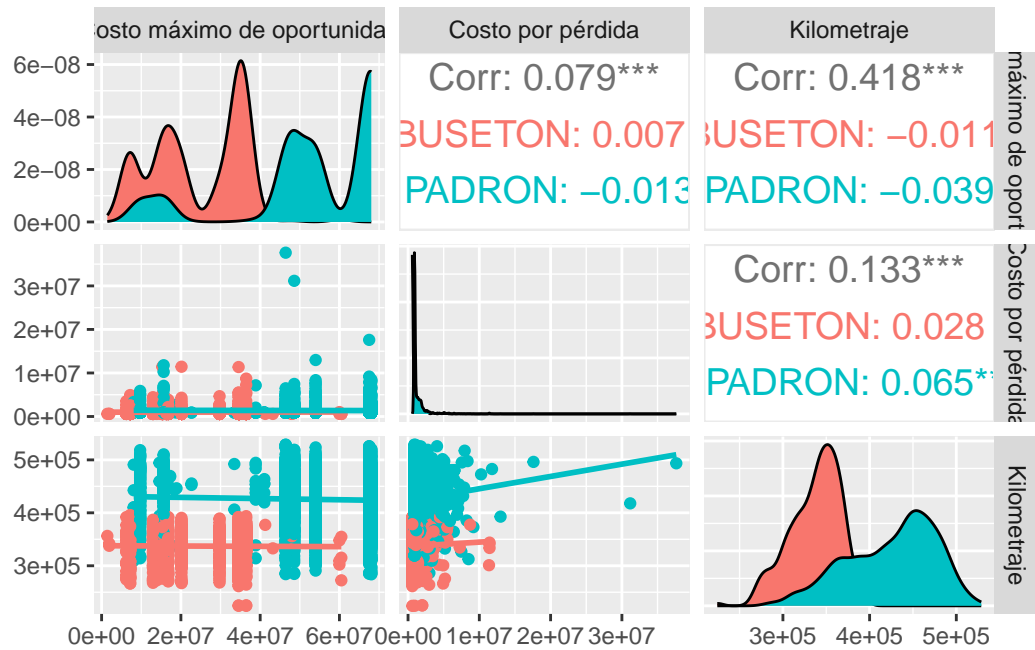 osto máximo de oportunida
Costo por pérdida
Kilometraje
6e−08
4e−08
2e−08
0e+00
Corr: 0.079***
BUSETON: 0.007
PADRON: −0.013
Corr: 0.418***
BUSETON: −0.011
PADRON: −0.039
máximo de oport
3e+07
2e+07
1e+07
0e+00
Corr: 0.133***
BUSETON: 0.028
PADRON: 0.065**
Costo por pérdida
5e+05
4e+05
3e+05
Kilometraje
0e+00 2e+07 4e+07 6e+07
0e+00 1e+07 2e+07 3e+07
3e+05 4e+05 5e+05